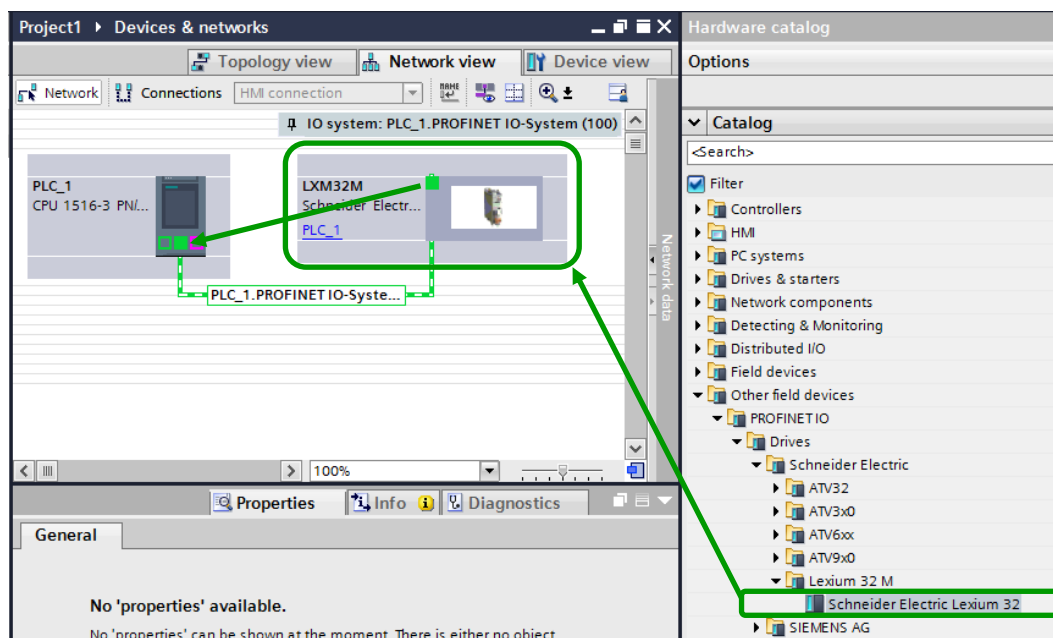 Project1 ▸ Devices & networks
Topology view
Network view
Device view
Network
Connections
HMI connection
IO system: PLC_1.PROFINET IO-System (100)
PLC_1
CPU 1516-3 PN/...
LXM32M
Schneider Electr...
PLC_1
PLC_1.PROFINET IO-Syste...
Network data
100%
Properties
Info
Diagnostics
General
No 'properties' available.
No 'properties' can be shown at the moment. There is either no object
Hardware catalog
Options
Catalog
<Search>
Filter
Controllers
HMI
PC systems
Drives & starters
Network components
Detecting & Monitoring
Distributed I/O
Field devices
Other field devices
PROFINET IO
Drives
Schneider Electric
ATV32
ATV3x0
ATV6xx
ATV9x0
Lexium 32 M
Schneider Electric Lexium 32
SIEMENS AG